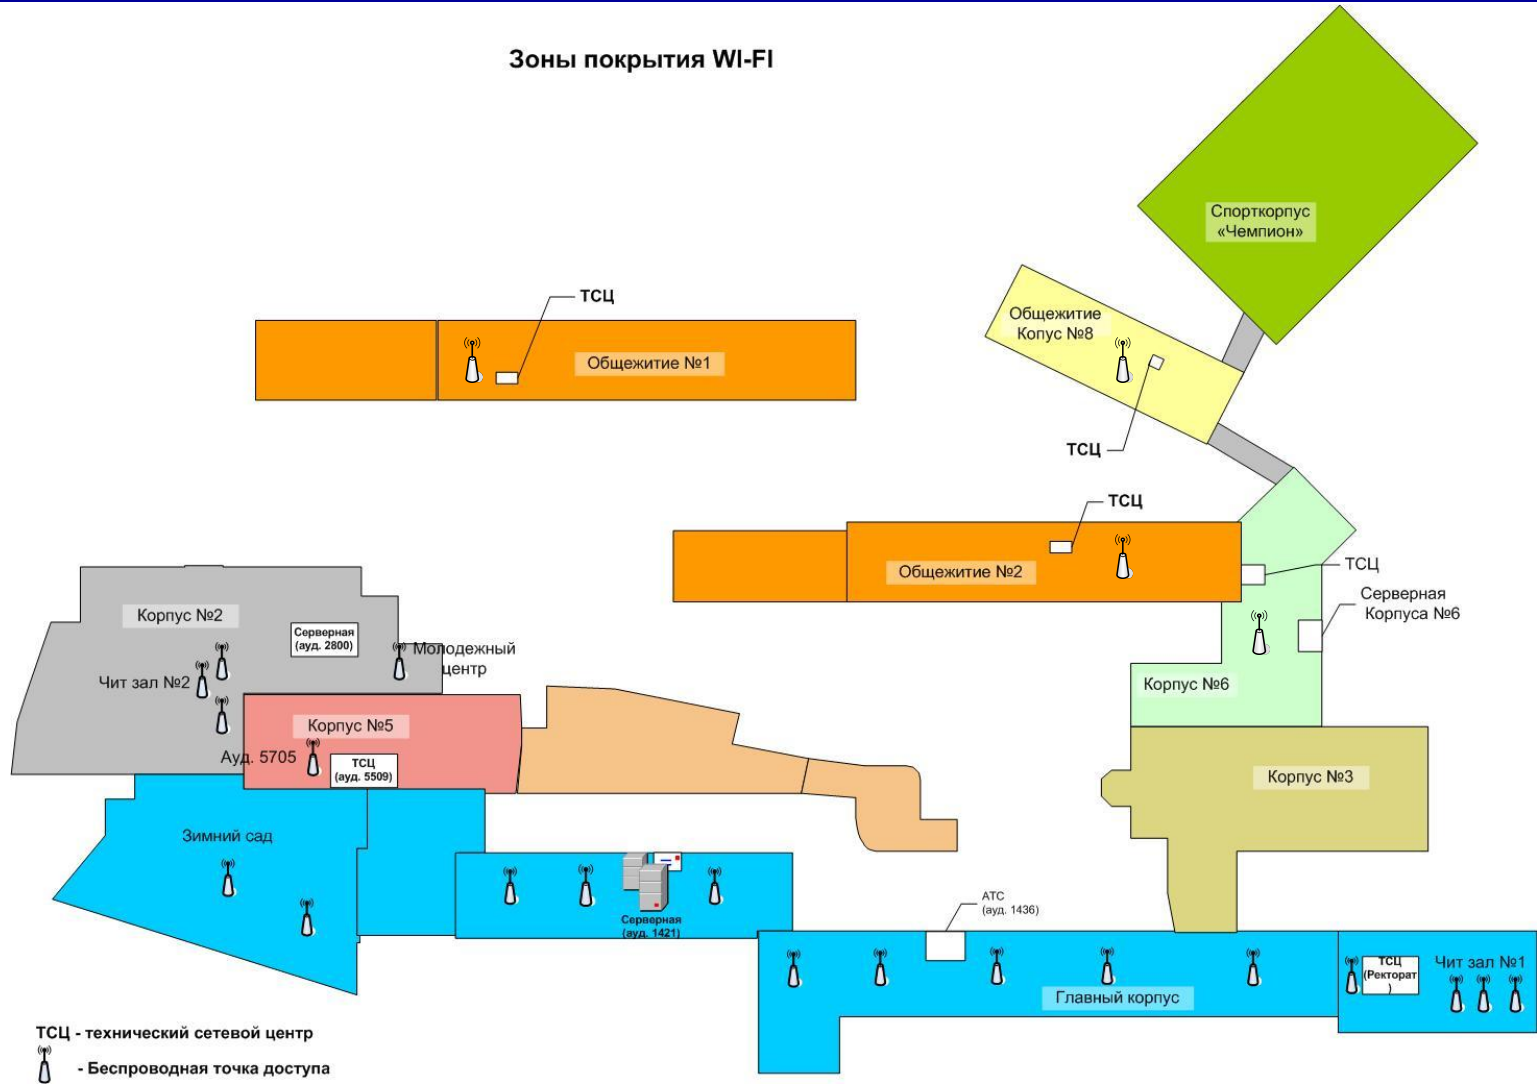 Зоны покрытия WI-FI
Спорткорпус
«Чемпион»
ТСЦ
Общежитие
Копус №8
Общежитие №1
ТСЦ
ТСЦ
Общежитие №2
ТСЦ
Серверная
Корпуса №6
Корпус №2
Серверная
(ауд. 2800)
Молодежный
центр
Чит зал №2
Корпус №6
Корпус №5
Ауд. 5705
ТСЦ
(ауд. 5509)
Корпус №3
Зимний сад
Серверная
(ауд. 1421)
АТС
(ауд. 1436)
Главный корпус
ТСЦ
(Ректорат
)
Чит зал №1
ТСЦ - технический сетевой центр
- Беспроводная точка доступа